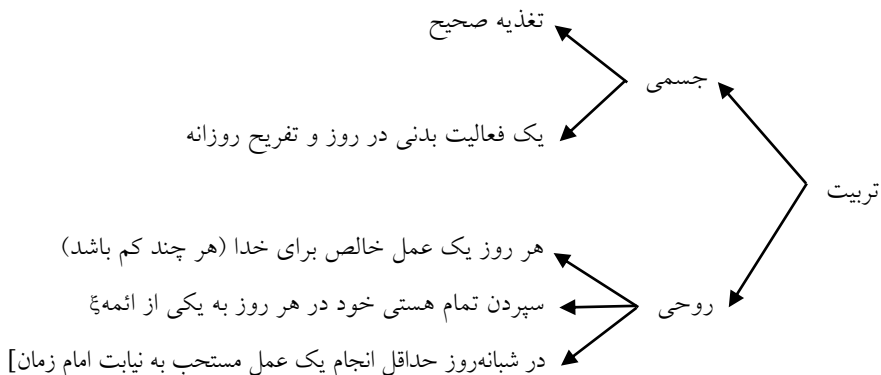 تربیت
جسمی
تغذیه صحیح
یک فعالیت بدنی در روز و تفریح روزانه
روحی
هر روز یک عمل خالص برای خدا (هر چند کم باشد)
سپردن تمام هستی خود در هر روز به یکی از ائمهξ
در شبانه‌روز حداقل انجام یک عمل مستحب به نیابت امام زمان[